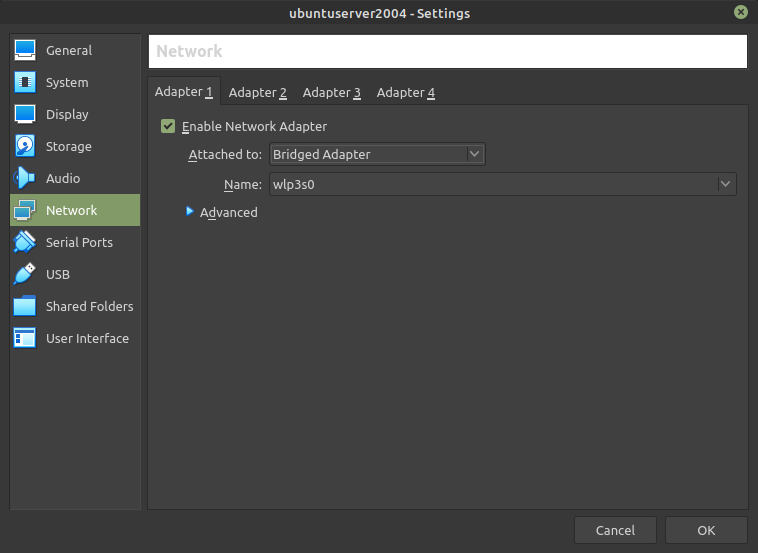 ubuntuserver2004 - Settings
General
System
Display
Storage
Audio
Network
Serial Ports
USB
Shared Folders
User Interface
Network
Adapter 1 Adapter 2 Adapter 3 Adapter 4
Enable Network Adapter
Attached to: Bridged Adapter
Name: wlp3s0
Advanced
Cancel OK